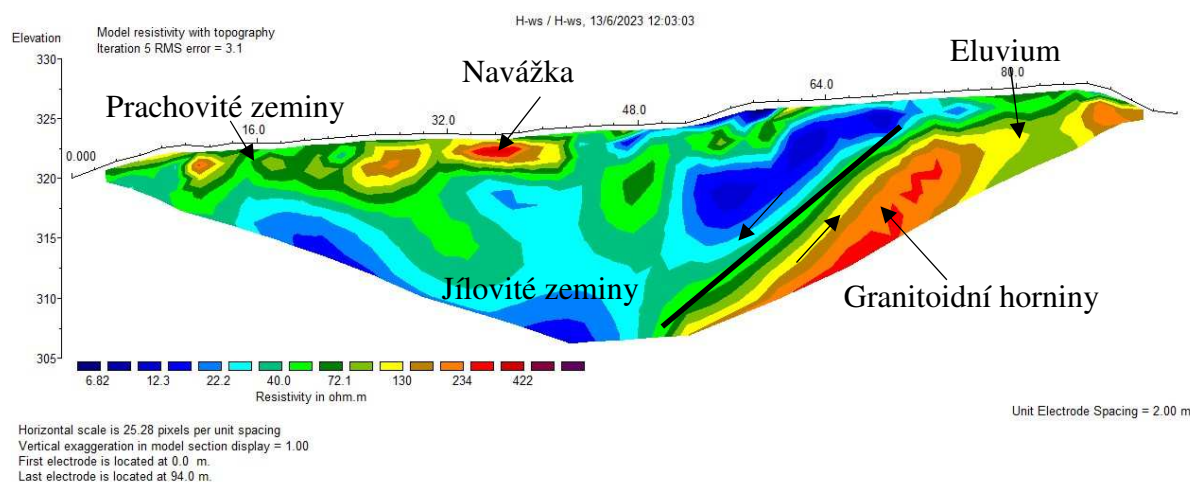 H-ws / H-ws, 13/6/2023 12:03:03
Model resistivity with topography
Iteration 5 RMS error = 3.1
Elevation
330
325
320
315
310
305
0.000
16.0
32.0
48.0
64.0
80.0
Prachovité zeminy
Navážka
Eluvium
Jílovité zeminy
Granitoidní horniny
6.82 12.3 22.2 40.0 72.1 130 234 422
Resistivity in ohm.m
Unit Electrode Spacing = 2.00 m
Horizontal scale is 25.28 pixels per unit spacing
Vertical exaggeration in model section display = 1.00
First electrode is located at 0.0 m.
Last electrode is located at 94.0 m.